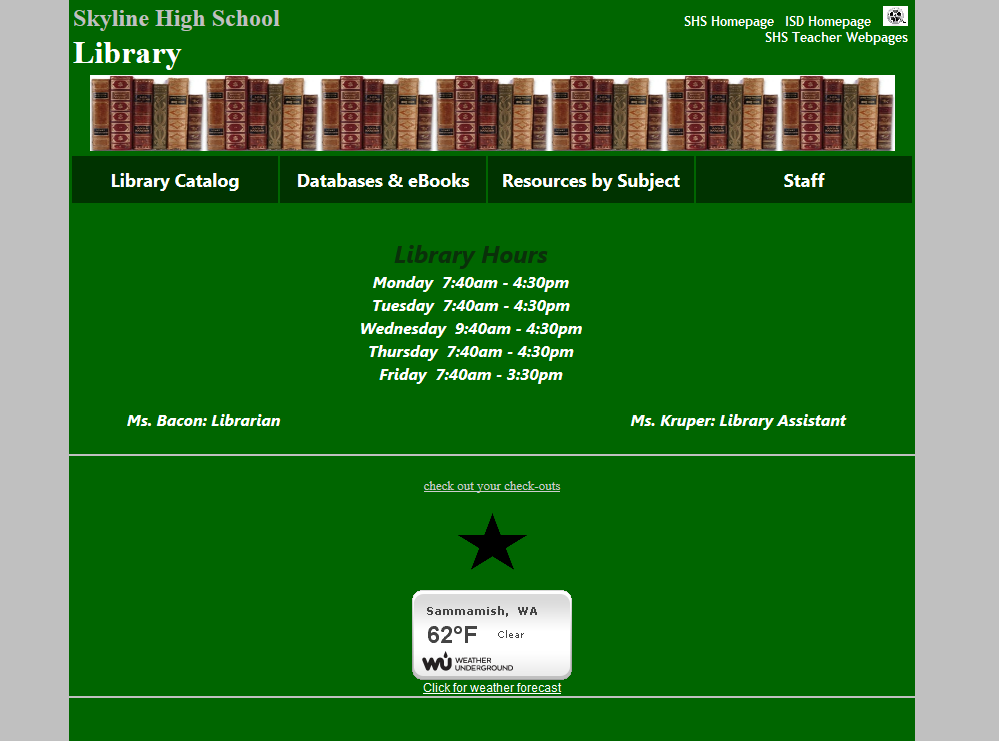 Skyline High School
Library
SHS Homepage ISD Homepage
SHS Teacher Webpages
Library Catalog
Databases & eBooks
Resources by Subject
Staff
Library Hours
Monday 7:40am - 4:30pm
Tuesday 7:40am - 4:30pm
Wednesday 9:40am - 4:30pm
Thursday 7:40am - 4:30pm
Friday 7:40am - 3:30pm
Ms. Bacon: Librarian
Ms. Kruper: Library Assistant
check out your check-outs
Sammamish, WA
62°F Clear
wu WEATHER
UNDERGROUND
Click for weather forecast